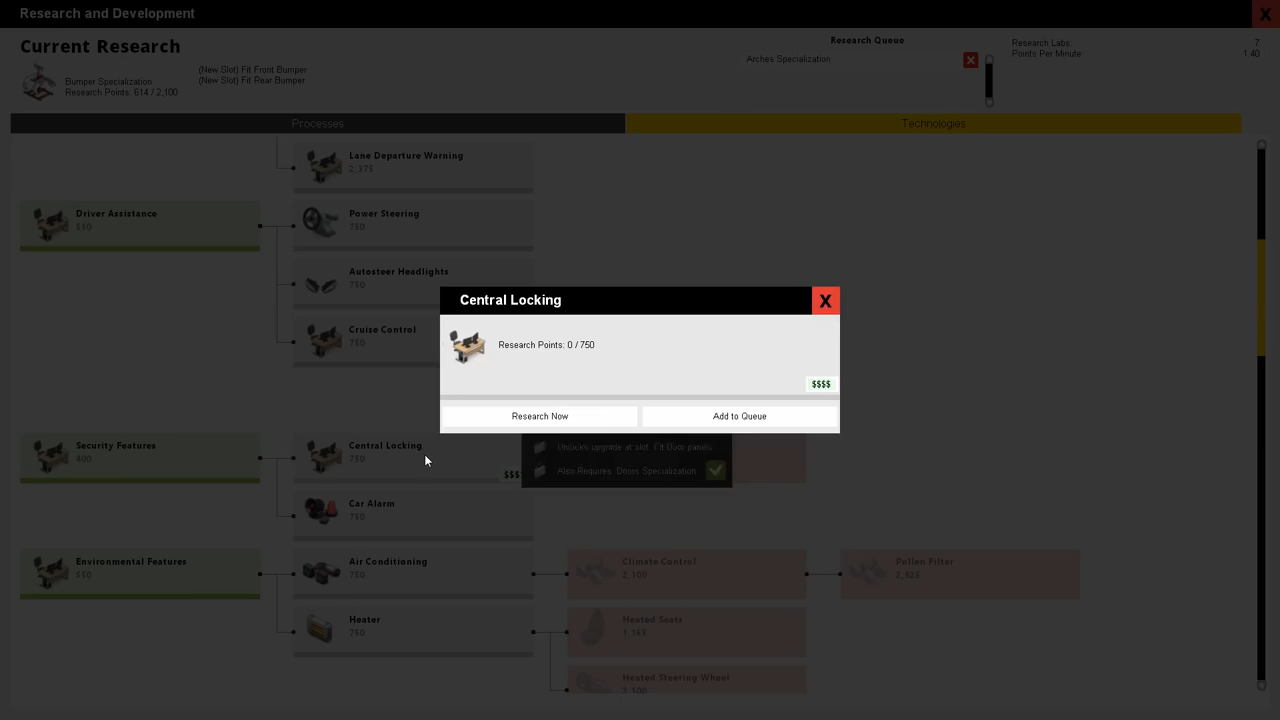 Research and Development
X
Current Research
Research Queue
Research Labs: 7
Points Per Minute 1.40
Arches Specialization
(New Slot) Fit Front Bumper
(New Slot) Fit Rear Bumper
Bumper Specialization
Research Points: 614 / 2,100
Processes
Technologies
Lane Departure Warning
2,375
Driver Assistance
550
Power Steering
750
Autosteer Headlights
750
Cruise Control
750
Central Locking
X
Research Points: 0 / 750
$$$$
Research Now
Add to Queue
Security Features
400
Central Locking
750
$$$
Unlocks upgrade at slot: Fit Door panels
Also Requires: Doors Specialization
Car Alarm
750
Environmental Features
550
Air Conditioning
750
Climate Control
2,100
Pollen Filter
Heater
750
Heated Seats
Heated Steering Wheel
2,100